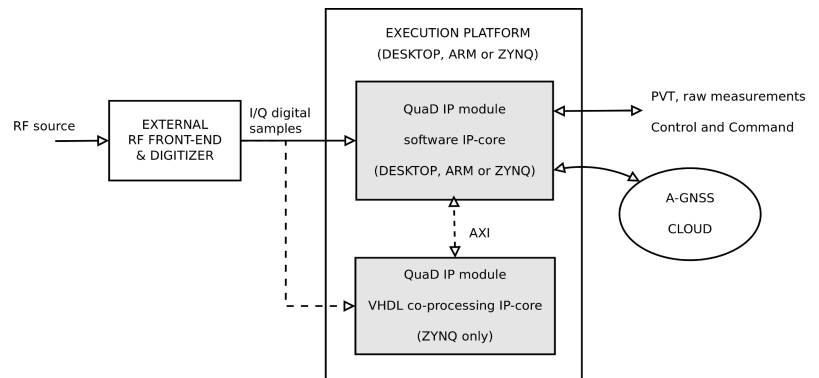 EXECUTION PLATFORM
(DESKTOP, ARM or ZYNQ)
RF source
EXTERNAL
RF FRONT-END
& DIGITIZER
I/Q digital
samples
QuaD IP module
software IP-core
(DESKTOP, ARM or ZYNQ)
PVT, raw measurements
Control and Command
A-GNSS
CLOUD
AXI
QuaD IP module
VHDL co-processing IP-core
(ZYNQ only)